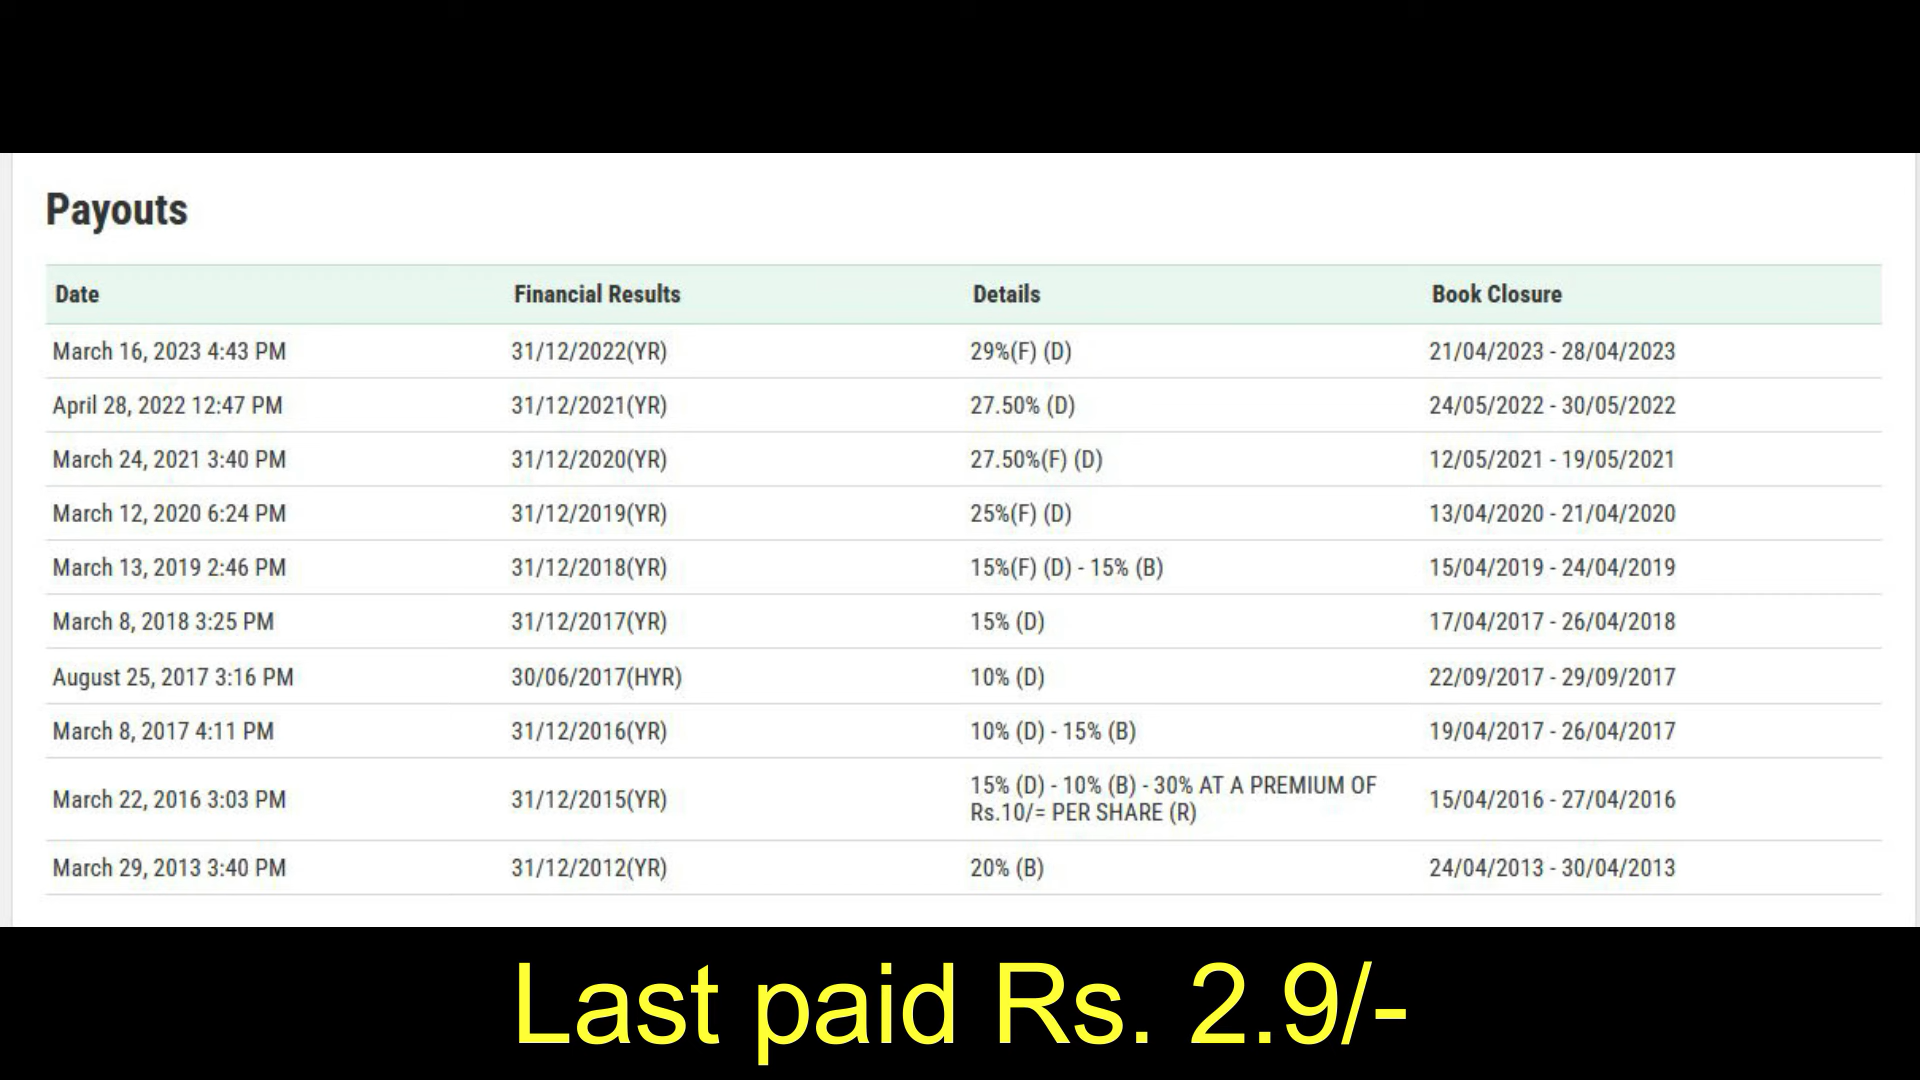 Payouts
Date Financial Results Details Book Closure
March 16, 2023 4:43 PM 31/12/2022(YR) 29%(F) (D) 21/04/2023 - 28/04/2023
April 28, 2022 12:47 PM 31/12/2021(YR) 27.50% (D) 24/05/2022 - 30/05/2022
March 24, 2021 3:40 PM 31/12/2020(YR) 27.50%(F) (D) 12/05/2021 - 19/05/2021
March 12, 2020 6:24 PM 31/12/2019(YR) 25%(F) (D) 13/04/2020 - 21/04/2020
March 13, 2019 2:46 PM 31/12/2018(YR) 15%(F) (D) - 15% (B) 15/04/2019 - 24/04/2019
March 8, 2018 3:25 PM 31/12/2017(YR) 15% (D) 17/04/2017 - 26/04/2018
August 25, 2017 3:16 PM 30/06/2017(HYR) 10% (D) 22/09/2017 - 29/09/2017
March 8, 2017 4:11 PM 31/12/2016(YR) 10% (D) - 15% (B) 19/04/2017 - 26/04/2017
March 22, 2016 3:03 PM 31/12/2015(YR) 15% (D) - 10% (B) - 30% AT A PREMIUM OF
Rs.10/= PER SHARE (R) 15/04/2016 - 27/04/2016
March 29, 2013 3:40 PM 31/12/2012(YR) 20% (B) 24/04/2013 - 30/04/2013
Last paid Rs. 2.9/-